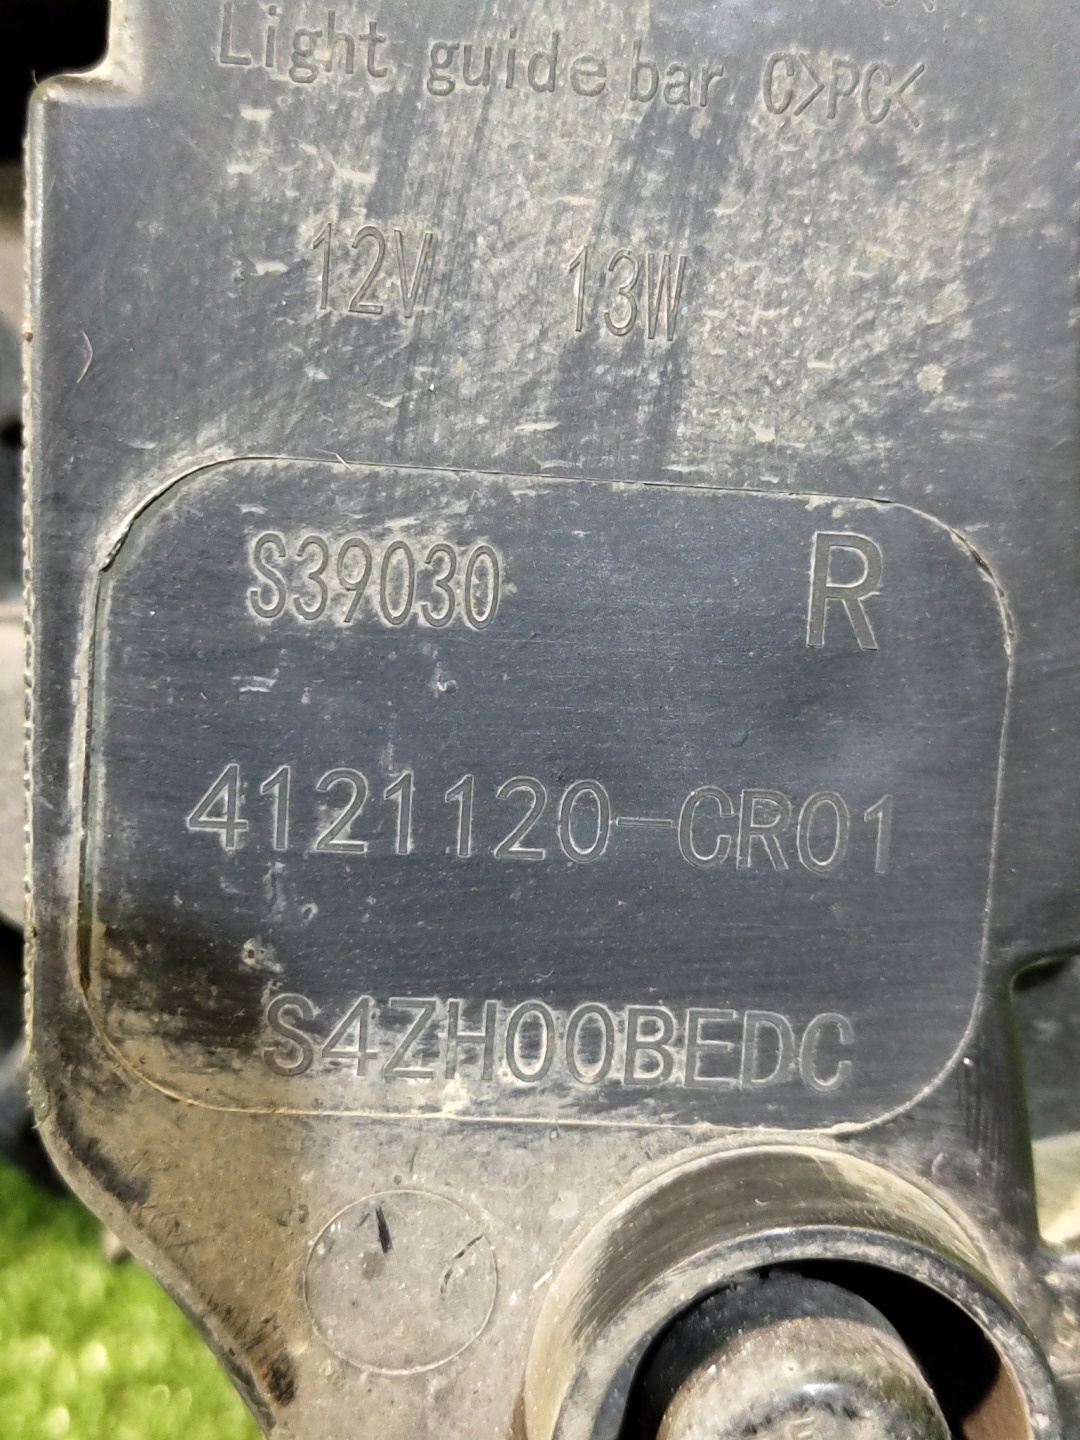 Light guide bar C>PC<
12V 13W
S39030 R
4121120-CR01
S4ZH00BEDC